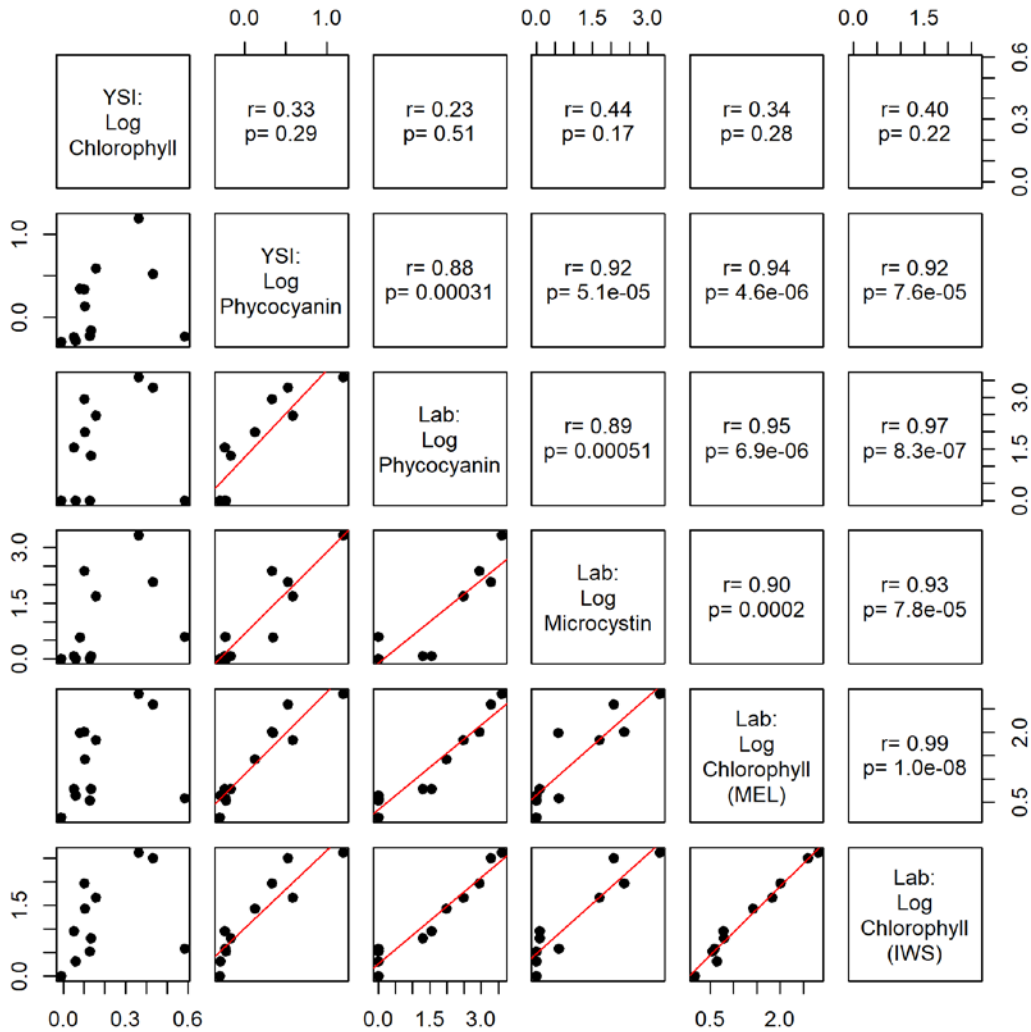 0.0 1.0 0.0 1.5 3.0 0.0 1.5
YSI:
Log
Chlorophyll
r= 0.33
p= 0.29
r= 0.23
p= 0.51
r= 0.44
p= 0.17
r= 0.34
p= 0.28
r= 0.40
p= 0.22
0.0 0.3 0.6
0.0 1.0
YSI:
Log
Phycocyanin
r= 0.88
p= 0.00031
r= 0.92
p= 5.1e-05
r= 0.94
p= 4.6e-06
r= 0.92
p= 7.6e-05
Lab:
Log
Phycocyanin
r= 0.89
p= 0.00051
r= 0.95
p= 6.9e-06
r= 0.97
p= 8.3e-07
0.0 1.5 3.0
0.0 1.5 3.0
Lab:
Log
Microcystin
r= 0.90
p= 0.0002
r= 0.93
p= 7.8e-05
Lab:
Log
Chlorophyll
(MEL)
r= 0.99
p= 1.0e-08
0.5 2.0
0.0 1.5
Lab:
Log
Chlorophyll
(IWS)
0.0 0.3 0.6 0.0 1.5 3.0 0.5 2.0